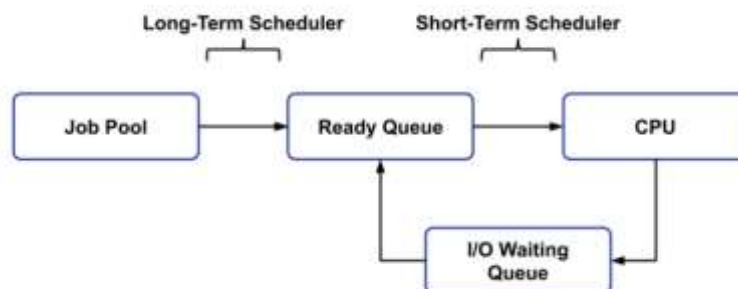 Long-Term Scheduler
Short-Term Scheduler
Job Pool
Ready Queue
CPU
I/O Waiting
Queue